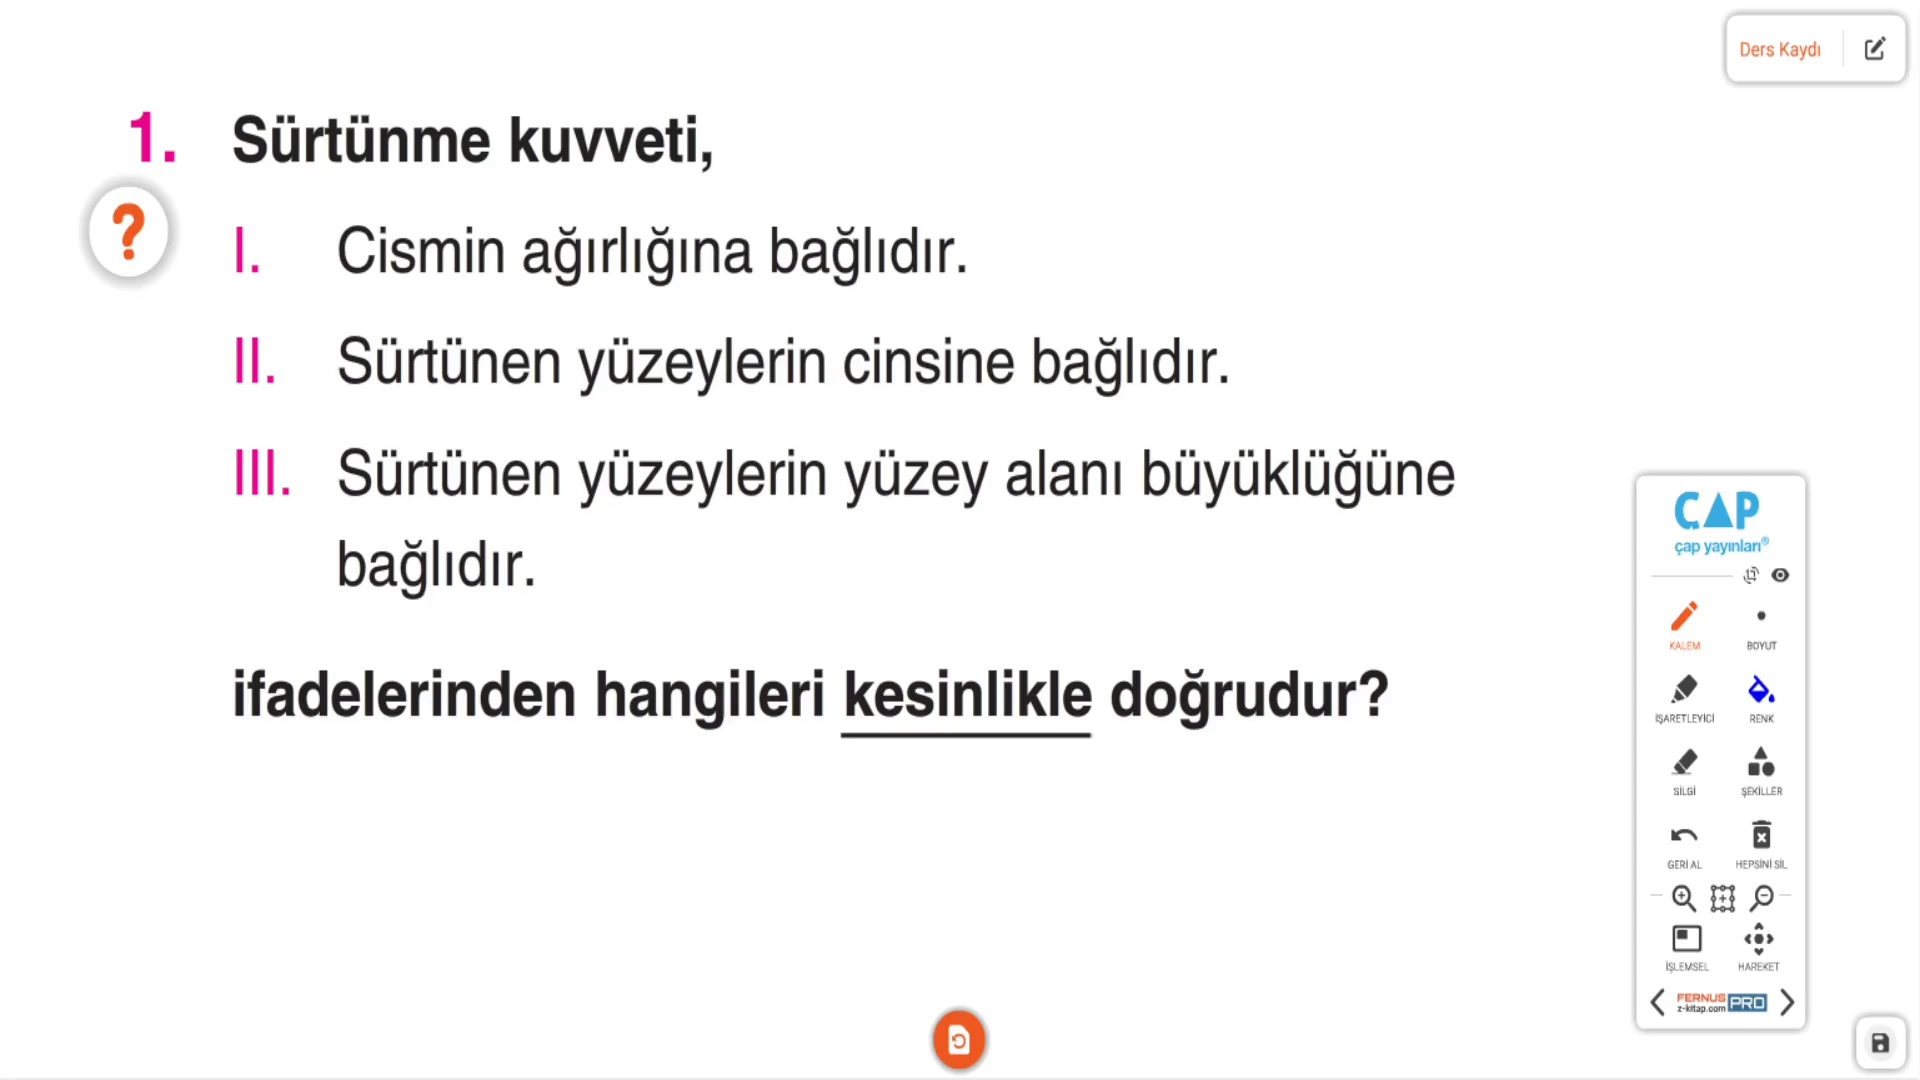 Ders Kaydı
1. Sürtünme kuvveti,
?
I. Cismin ağırlığına bağlıdır.
II. Sürtünen yüzeylerin cinsine bağlıdır.
III. Sürtünen yüzeylerin yüzey alanı büyüklüğüne
bağlıdır.
ifadelerinden hangileri kesinlikle doğrudur?
ÇAP
çap yayınları®
KALEM BOYUT
İŞARETLEYİCİ RENK
SİLGİ ŞEKİLLER
GERİ AL HEPSİNİ SİL
İŞLEMSEL HAREKET
FERNUS PRO
z-kitap.com